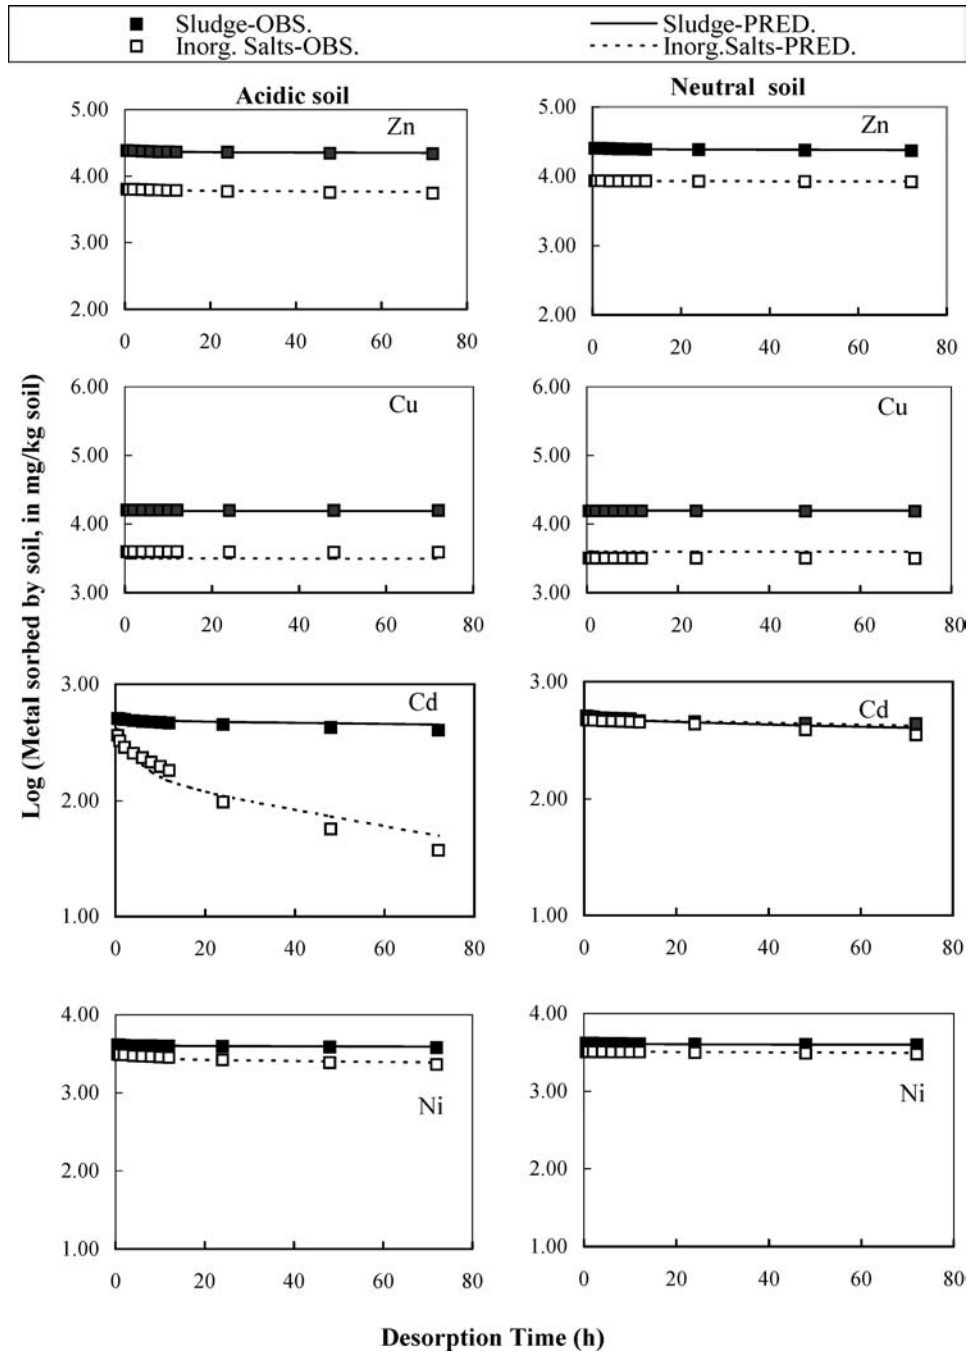 Sludge-OBS.
Sludge-PRED.
Inorg. Salts-OBS.
Inorg.Salts-PRED.
Acidic soil
Neutral soil
Log (Metal sorbed by soil, in mg/kg soil)
Zn
5.00
4.00
3.00
2.00
0 20 40 60 80
Zn
5.00
4.00
3.00
2.00
0 20 40 60 80
Cu
6.00
5.00
4.00
3.00
0 20 40 60 80
Cu
6.00
5.00
4.00
3.00
0 20 40 60 80
Cd
3.00
2.00
1.00
0 20 40 60 80
Cd
3.00
2.00
1.00
0 20 40 60 80
Ni
4.00
3.00
2.00
1.00
0 20 40 60 80
Ni
4.00
3.00
2.00
1.00
0 20 40 60 80
Desorption Time (h)